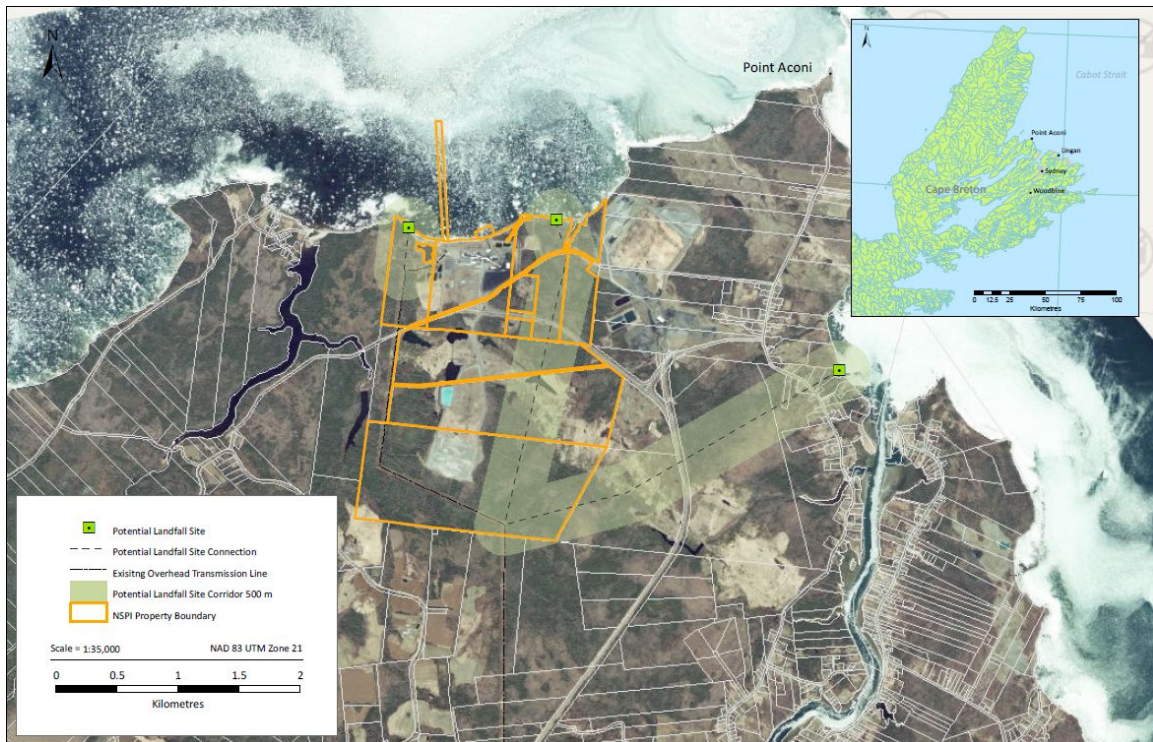 N
Point Aconi
N
Cabot Strait
Point Aconi
Lingan
Sydney
Cape Breton
Woodbine
0 12.5 25 50 75 100
Kilometres
Potential Landfall Site
Potential Landfall Site Connection
Exisitng Overhead Transmission Line
Potential Landfall Site Corridor 500 m
NSPI Property Boundary
Scale = 1:35,000 NAD 83 UTM Zone 21
0 0.5 1 1.5 2
Kilometres